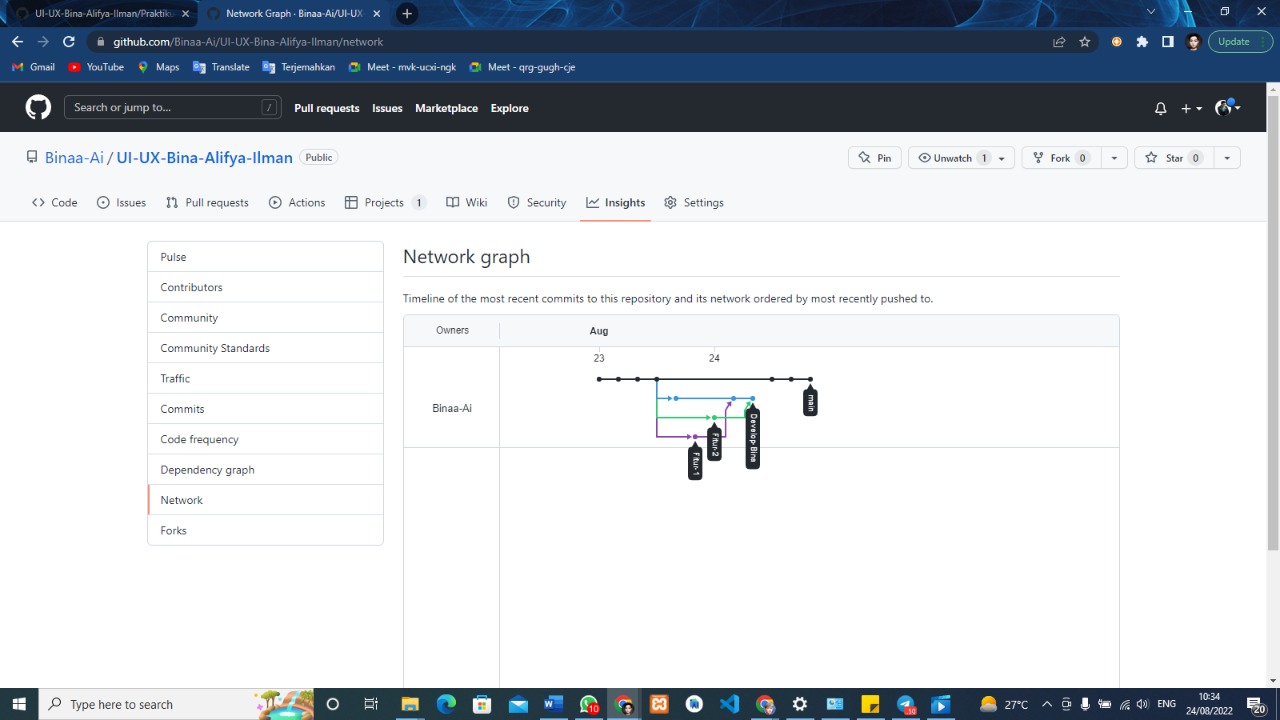 UI-UX-Bina-Alifya-Ilman/Praktiku
Network Graph · Binaa-Ai/UI-UX
github.com/Binaa-Ai/UI-UX-Bina-Alifya-Ilman/network
Update
Gmail
YouTube
Maps
Translate
Terjemahkan
Meet - mvk-ucxi-ngk
Meet - qrg-gugh-cje
Search or jump to...
/
Pull requests
Issues
Marketplace
Explore
Binaa-Ai / UI-UX-Bina-Alifya-Ilman
Public
Pin
Unwatch 1
Fork 0
Star 0
Code
Issues
Pull requests
Actions
Projects 1
Wiki
Security
Insights
Settings
Pulse
Contributors
Community
Community Standards
Traffic
Commits
Code frequency
Dependency graph
Network
Forks
Network graph
Timeline of the most recent commits to this repository and its network ordered by most recently pushed to.
Owners
Aug
23
24
Binaa-Ai
main
Develop-Bina
Fitur-2
Fitur-1
Type here to search
10
10
27°C
ENG
10:34
24/08/2022
20